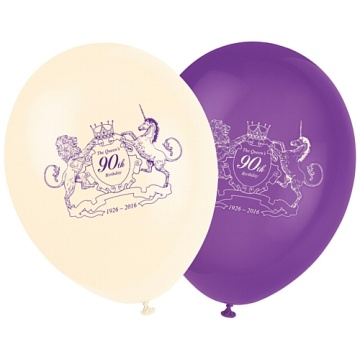 The Queen's
90th
Birthday
1926 - 2016
The Queen's
90th
Birthday
1926 - 2016